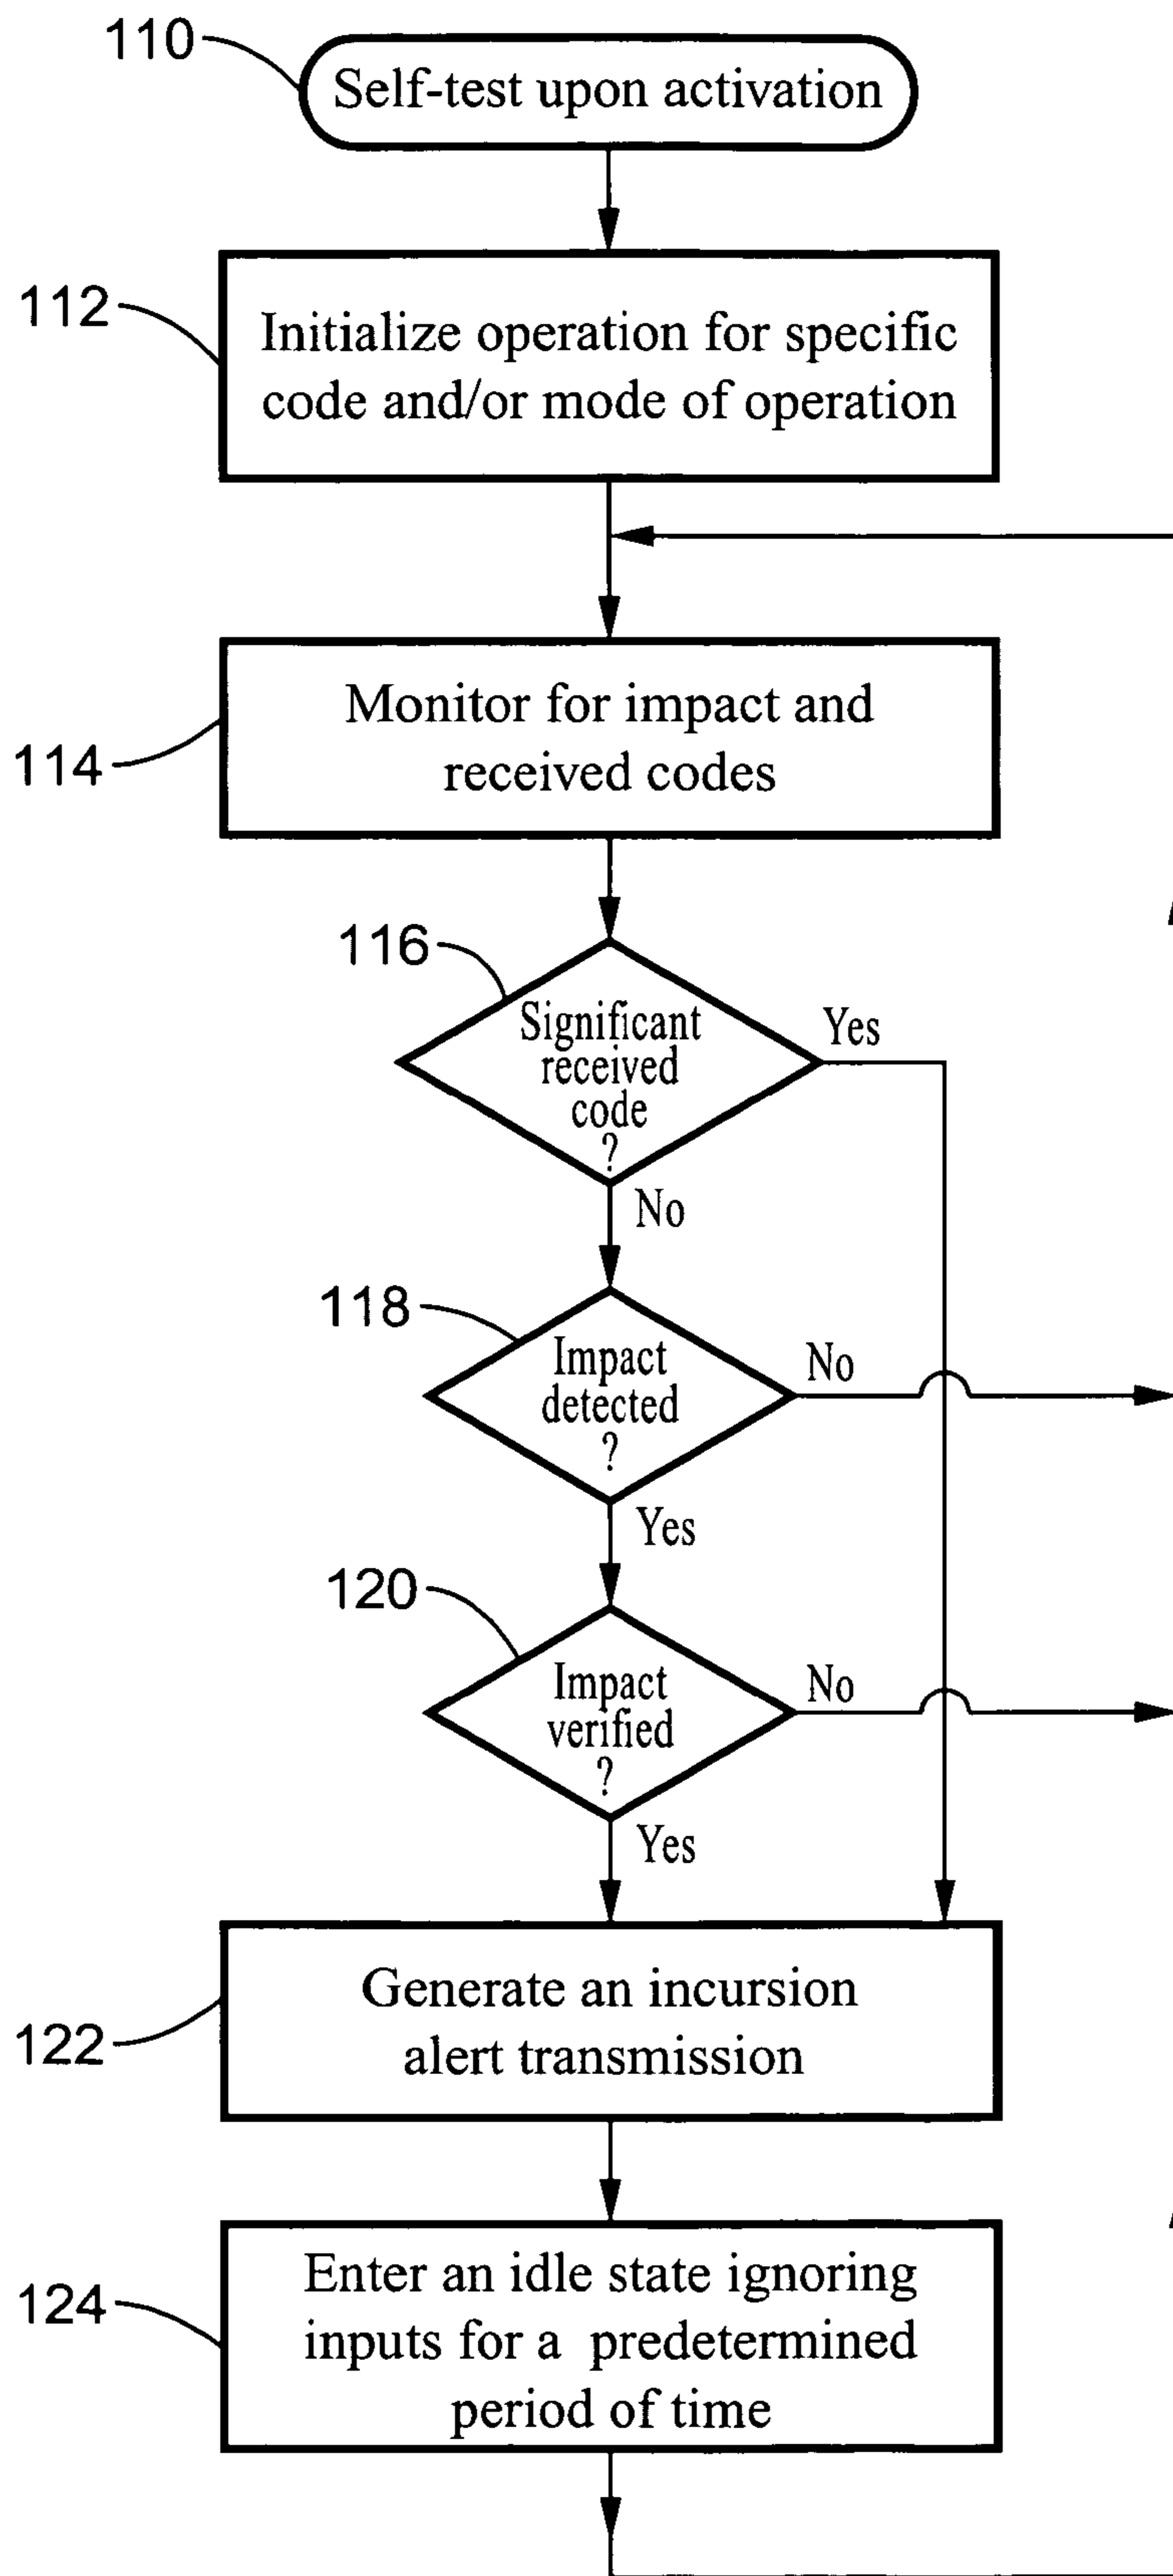 110
Self-test upon activation
112
Initialize operation for specific
code and/or mode of operation
114
Monitor for impact and
received codes
116
Significant
received
code
?
Yes
No
118
Impact
detected
?
No
Yes
120
Impact
verified
?
No
Yes
122
Generate an incursion
alert transmission
124
Enter an idle state ignoring
inputs for a predetermined
period of time